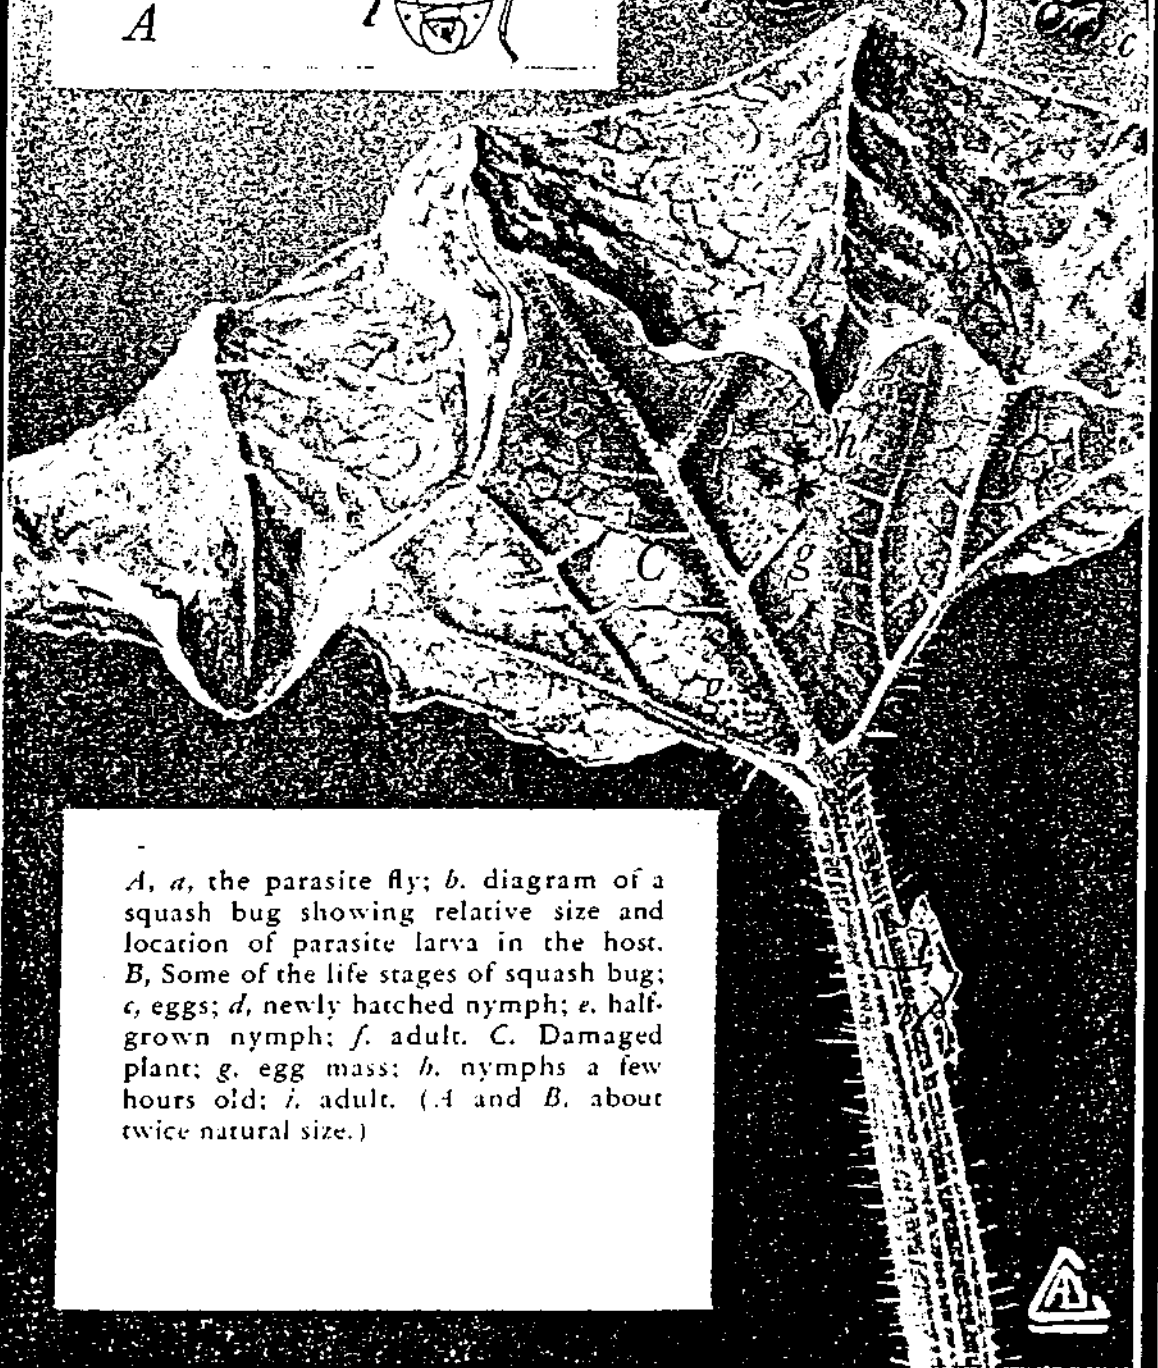 A
c
h
C
g
g
A, a, the parasite fly; b. diagram of a
squash bug showing relative size and
location of parasite larva in the host.
B, Some of the life stages of squash bug;
c, eggs; d, newly hatched nymph; e. half-
grown nymph; f. adult. C. Damaged
plant; g. egg mass; h. nymphs a few
hours old; i. adult. (A and B. about
twice natural size.)